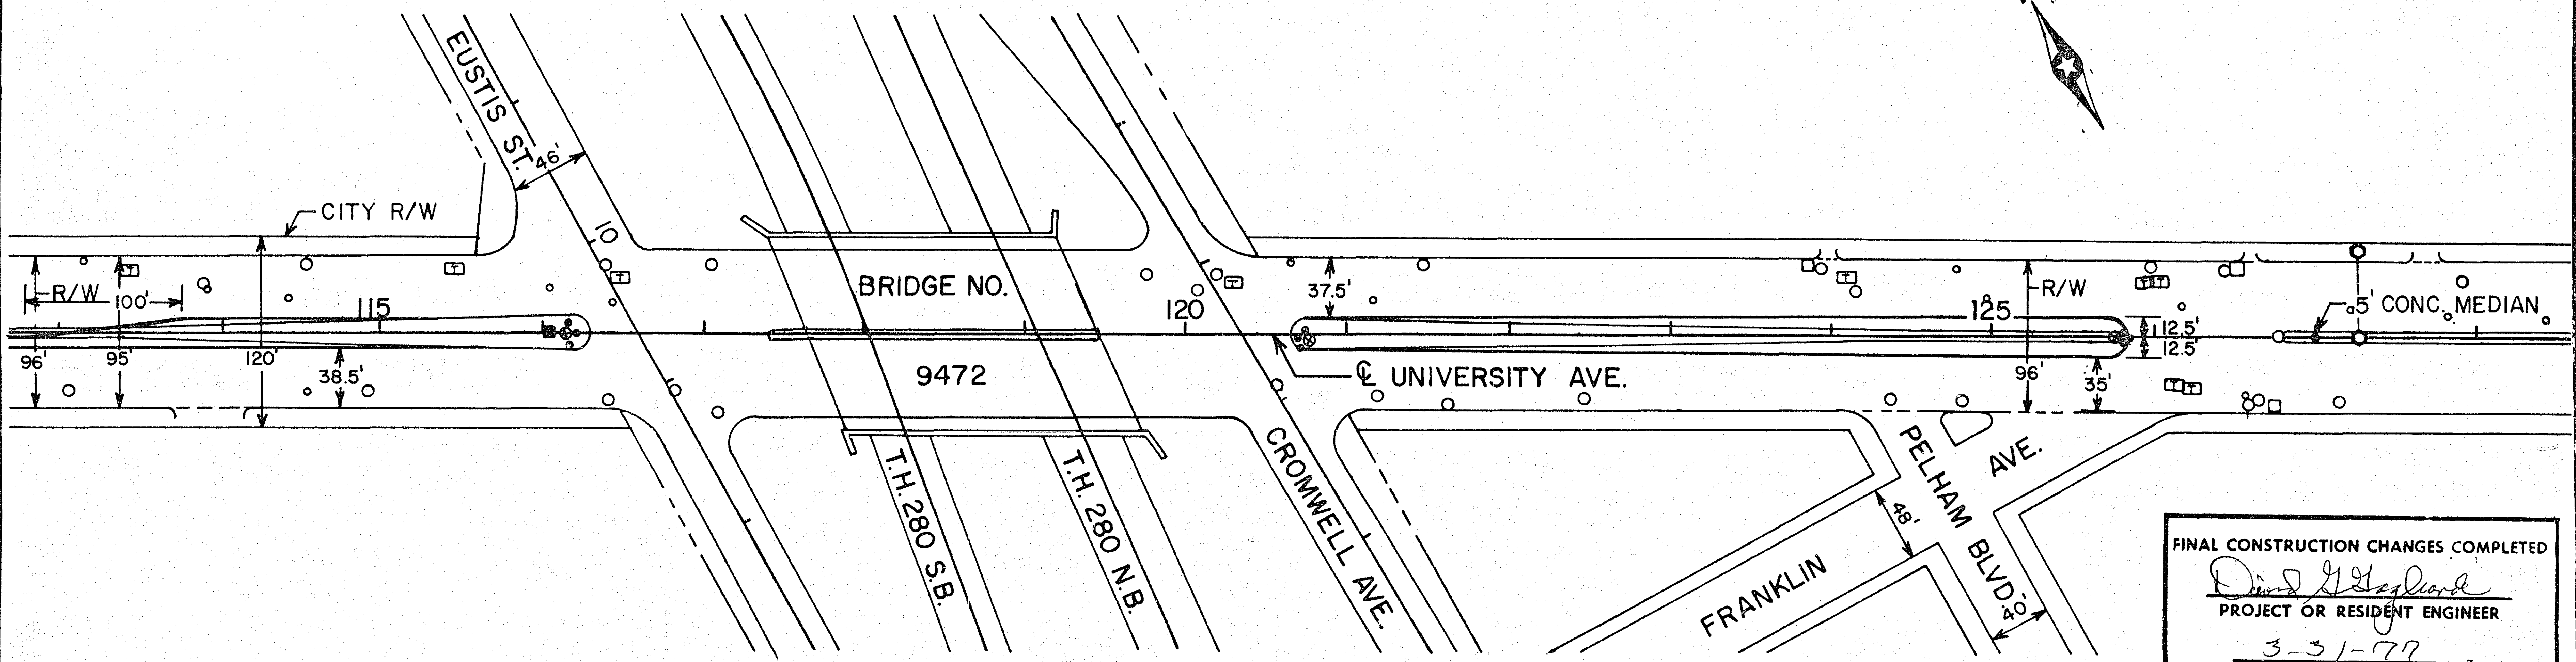 EUSTIS ST.
46'
CITY R/W
10
R/W
100'
115
BRIDGE NO.
120
37.5'
125
R/W
5' CONC. MEDIAN
12.5'
12.5'
96'
95'
120'
38.5'
9472
℄ UNIVERSITY AVE.
96'
35'
T.H. 280 S.B.
T.H. 280 N.B.
CROMWELL AVE.
PELHAM BLVD.
AVE.
48'
FRANKLIN
40'
FINAL CONSTRUCTION CHANGES COMPLETED
PROJECT OR RESIDENT ENGINEER
3-31-77